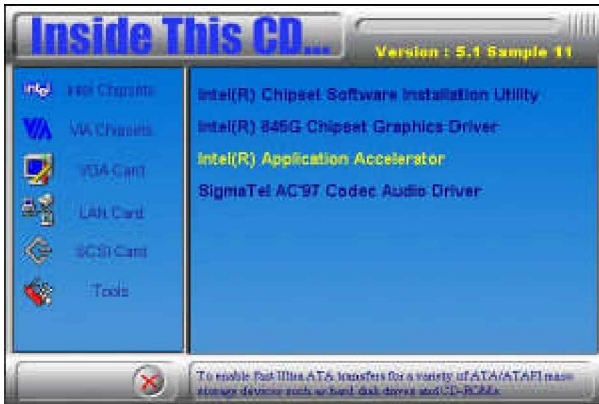 Inside This CD...
Version : 5.1 Sample 11
intel
Intel Chipsets
VIA
VIA Chipsets
VGA Card
LAN Card
SCSI Card
Tools
Intel(R) Chipset Software Installation Utility
Intel(R) 845G Chipset Graphics Driver
Intel(R) Application Accelerator
SigmaTel AC'97 Codec Audio Driver
To enable Fast Ultra ATA transfers for a variety of ATA/ATAPI mass
storage devices such as hard disk drives and CD-ROMs